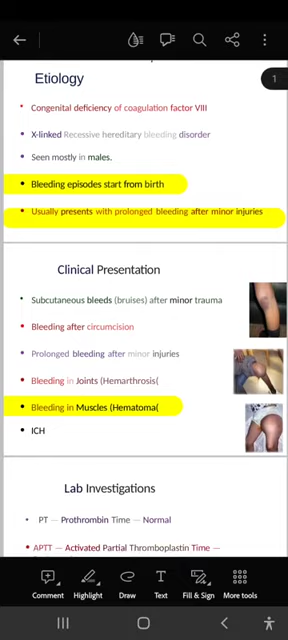 Etiology
1
• Congenital deficiency of coagulation factor VIII
• X-linked Recessive hereditary bleeding disorder
• Seen mostly in males.
• Bleeding episodes start from birth
• Usually presents with prolonged bleeding after minor injuries
Clinical Presentation
• Subcutaneous bleeds (bruises) after minor trauma
• Bleeding after circumcision
• Prolonged bleeding after minor injuries
• Bleeding in Joints (Hemarthrosis(
• Bleeding in Muscles (Hematoma(
• ICH
Lab Investigations
• PT — Prothrombin Time — Normal
• APTT — Activated Partial Thromboplastin Time —
Comment
Highlight
Draw
Text
Fill & Sign
More tools